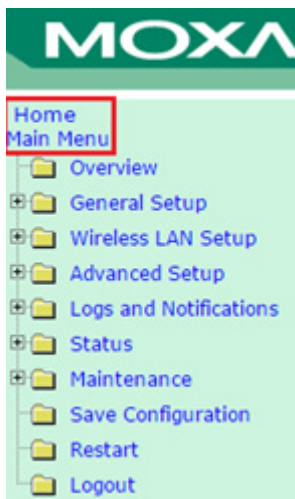 MOXA
Home
Main Menu
Overview
General Setup
Wireless LAN Setup
Advanced Setup
Logs and Notifications
Status
Maintenance
Save Configuration
Restart
Logout